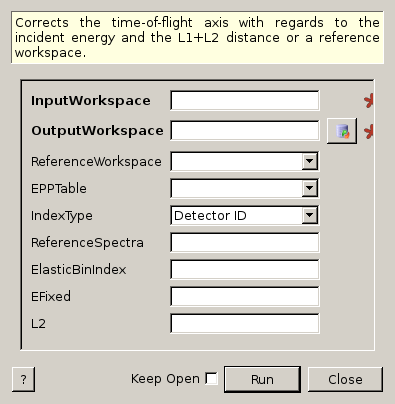 Corrects the time-of-flight axis with regards to the
incident energy and the L1+L2 distance or a reference
workspace.
InputWorkspace
OutputWorkspace
ReferenceWorkspace
EPPTable
IndexType Detector ID
ReferenceSpectra
ElasticBinIndex
EFixed
L2
? Keep Open Run Close